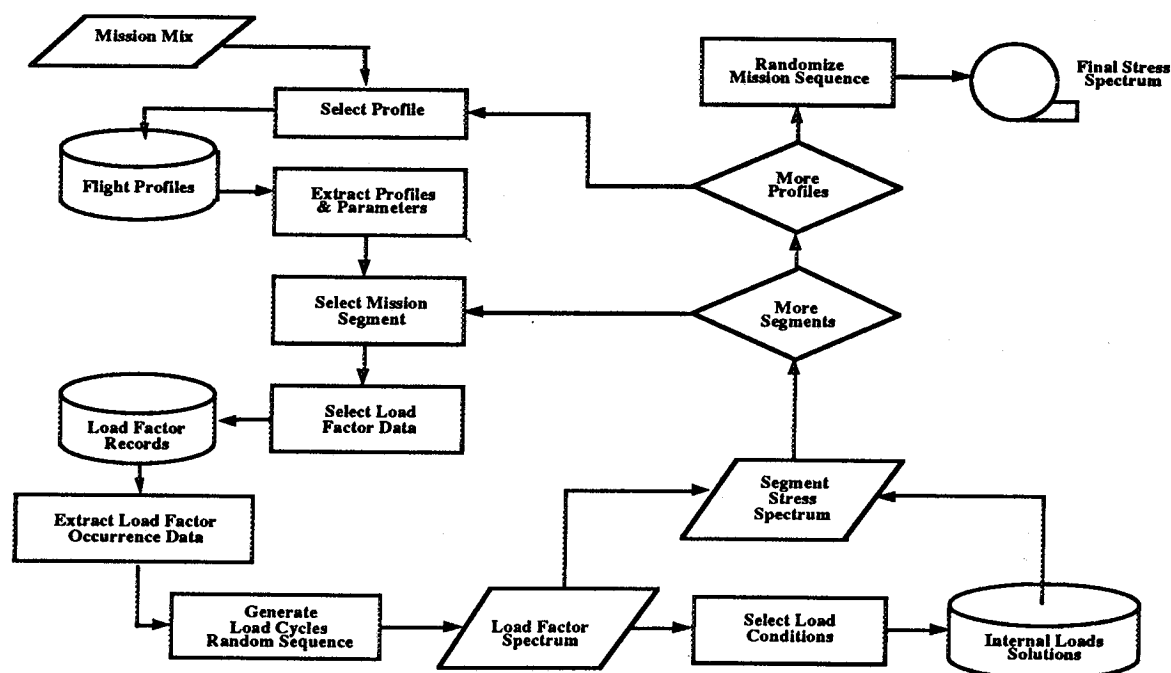 Mission Mix
Select Profile
Flight Profiles
Extract Profiles
& Parameters
Select Mission
Segment
Select Load
Factor Data
Load Factor
Records
Extract Load Factor
Occurrence Data
Generate
Load Cycles
Random Sequence
Load Factor
Spectrum
Select Load
Conditions
Internal Loads
Solutions
Segment
Stress
Spectrum
More
Segments
More
Profiles
Randomize
Mission Sequence
Final Stress
Spectrum